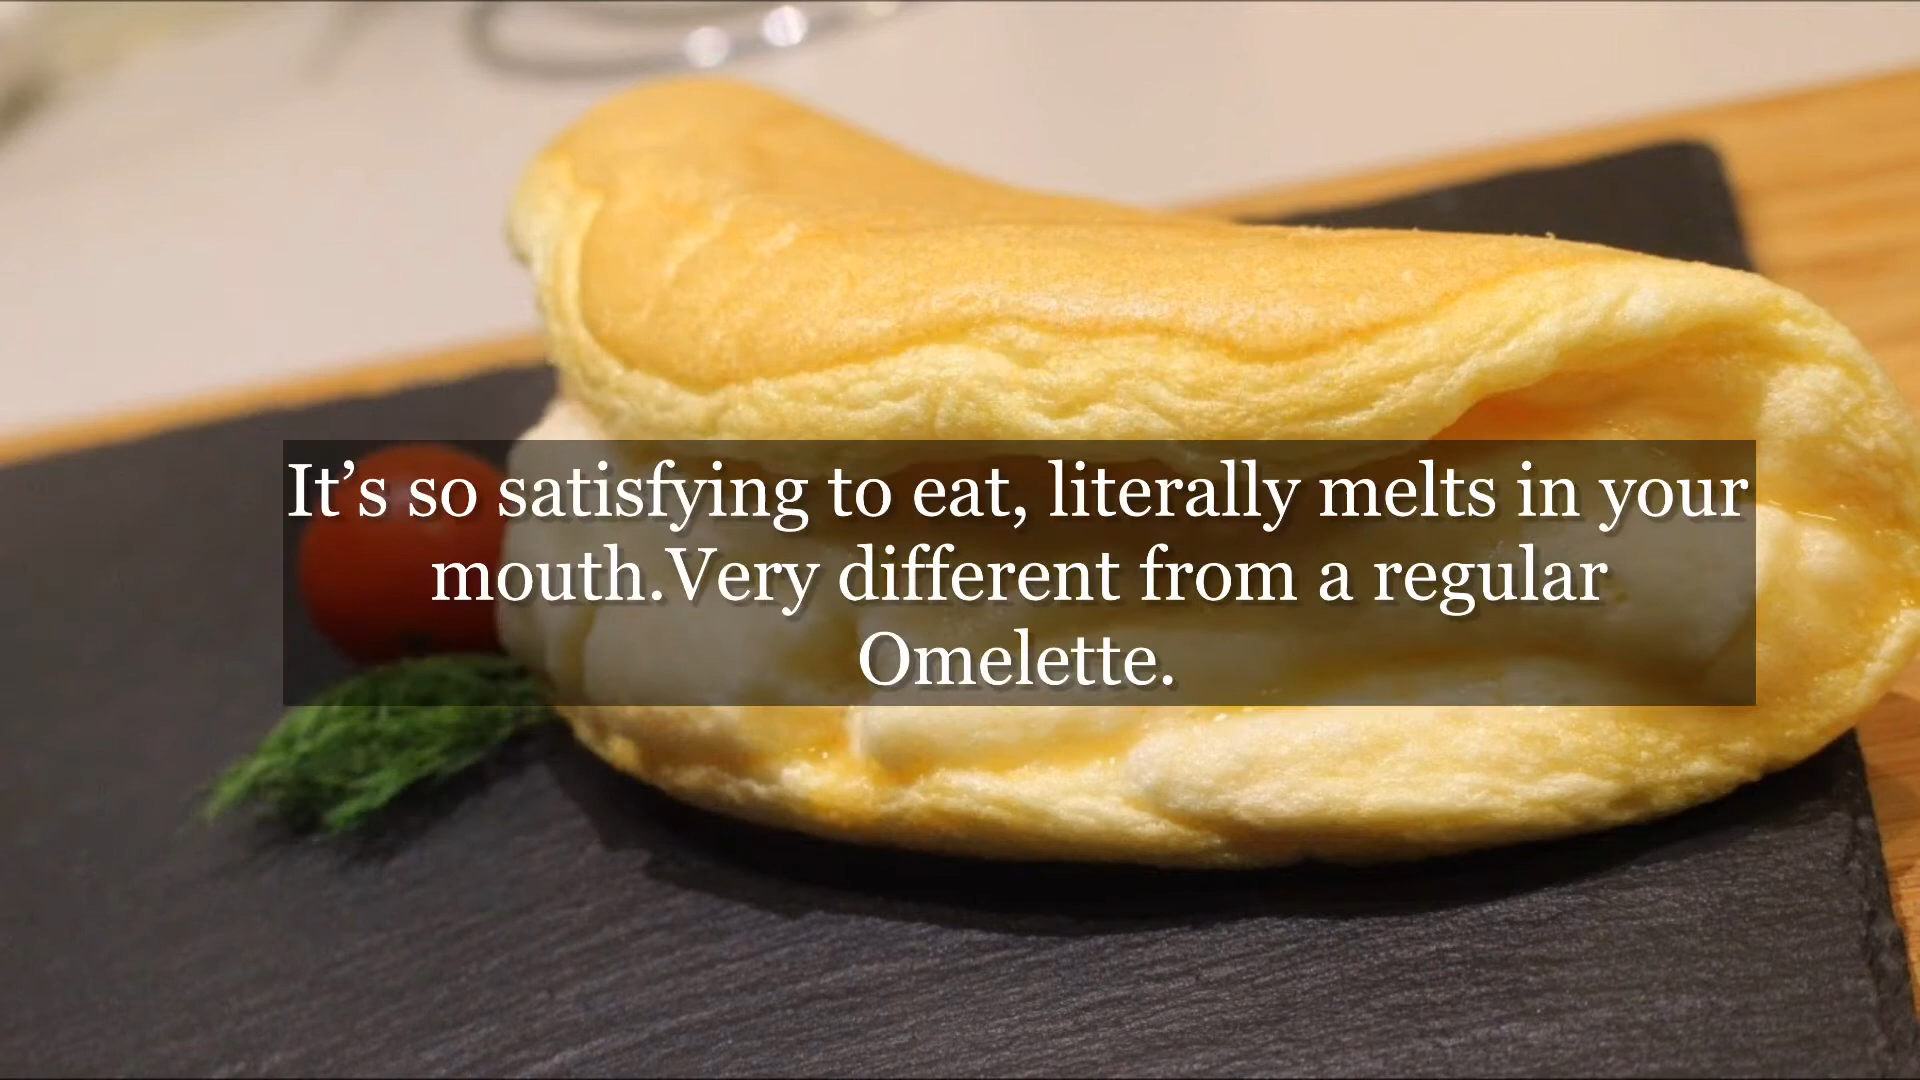 It’s so satisfying to eat, literally melts in your
mouth.Very different from a regular
Omelette.